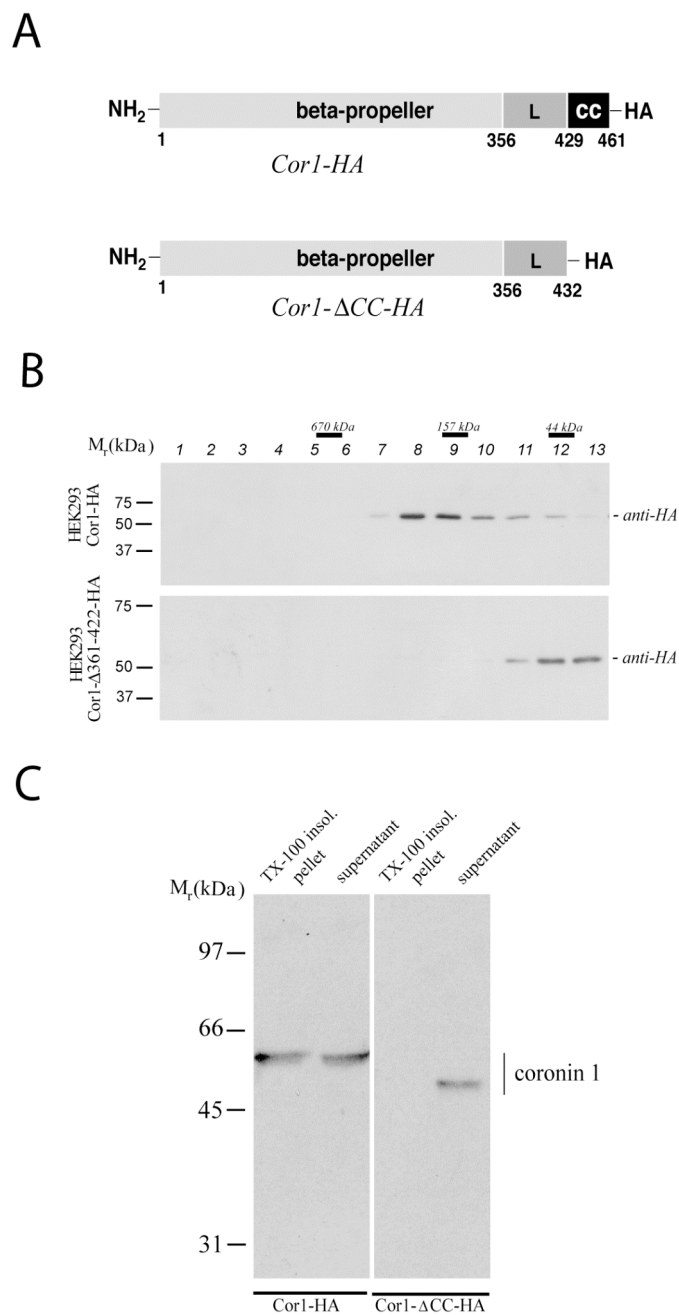 A
NH2 beta-propeller L CC HA
1 356 429 461
Cor1-HA
NH2 beta-propeller L HA
1 356 432
Cor1-ΔCC-HA
B
670 kDa 157 kDa 44 kDa
Mr(kDa) 1 2 3 4 5 6 7 8 9 10 11 12 13
HEK293
Cor1-HA
75
50
37
- anti-HA
HEK293
Cor1-Δ361-422-HA
75
50
37
- anti-HA
C
TX-100 insol.
pellet
supernatant
TX-100 insol.
pellet
supernatant
Mr(kDa)
97
66
45
31
coronin 1
Cor1-HA Cor1-ΔCC-HA